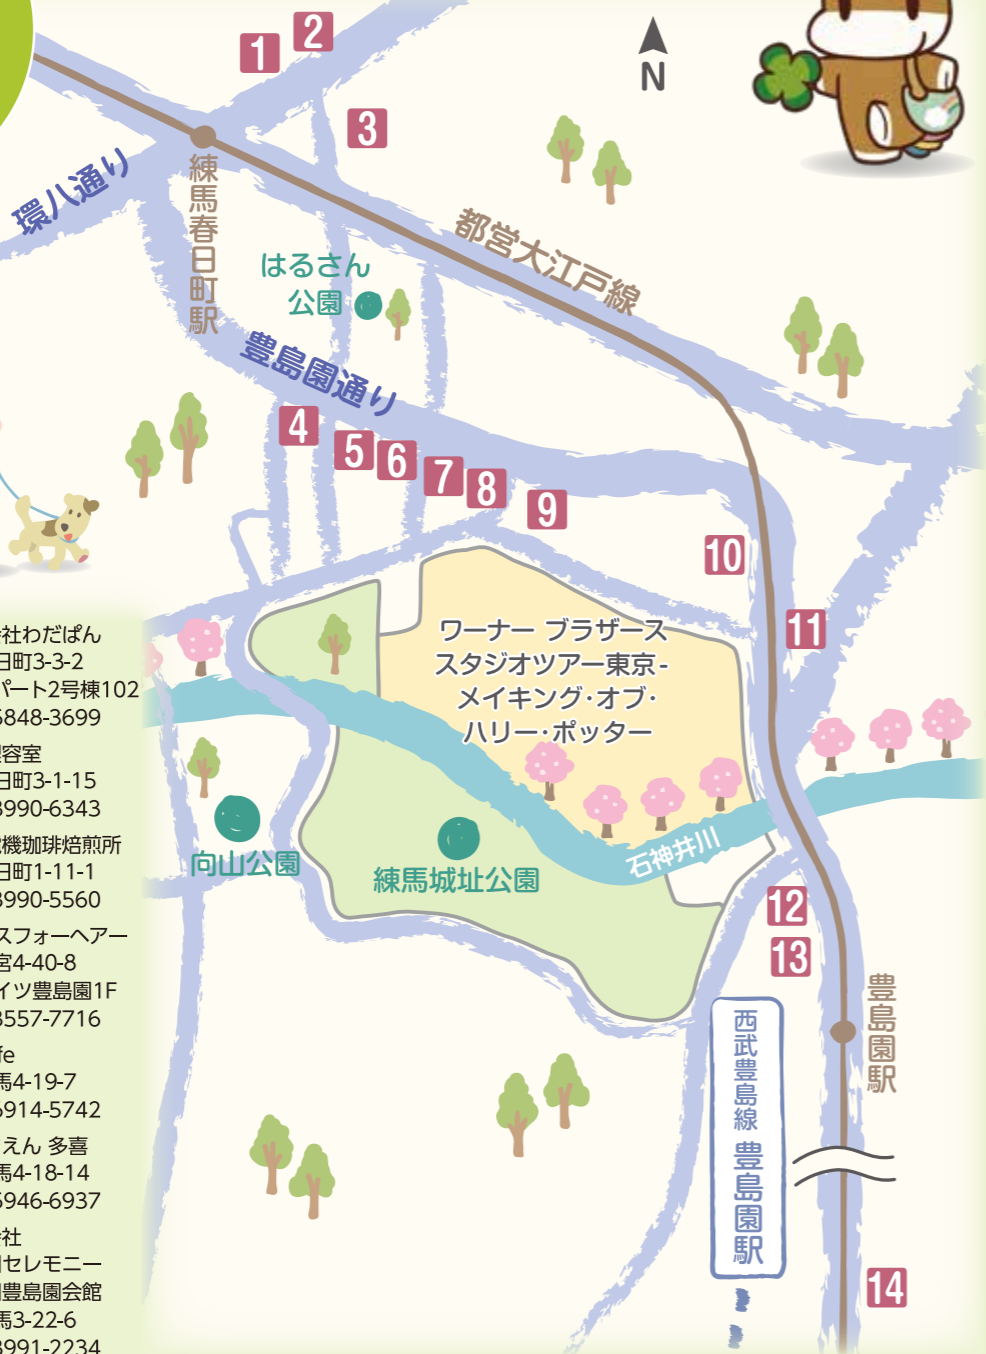 1
2
N
3
環八通り
練馬春日町駅
都営大江戸線
はるさん
公園
豊島園通り
4
5
6
7
8
9
10
11
ワーナー ブラザース
スタジオツアー東京-
メイキング・オブ・
ハリー・ポッター
石神井川
向山公園
練馬城址公園
12
13
豊島園駅
西武豊島線 豊島園駅
14
社わだぱん
日町3-3-2
パート2号棟102
5848-3699
容室
日町3-1-15
3990-6343
機珈琲焙煎所
日町1-11-1
3990-5560
スフォーヘアー
宮4-40-8
イツ豊島園1F
3557-7716
fe
馬4-19-7
6914-5742
えん 多喜
馬4-18-14
5946-6937
社
セレモニー
豊島園会館
馬3-22-6
3991-2234